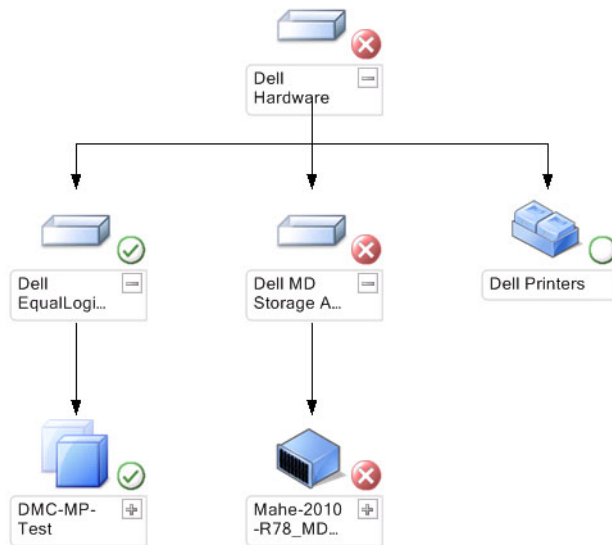 Dell
Hardware
Dell
EqualLogi...
Dell MD
Storage A...
Dell Printers
DMC-MP-
Test
Mahe-2010
-R78_MD...